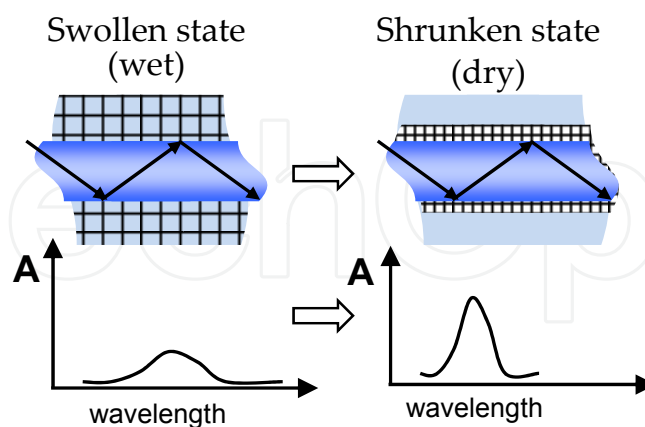 Swollen state
(wet)
Shrunken state
(dry)
A
wavelength
A
wavelength